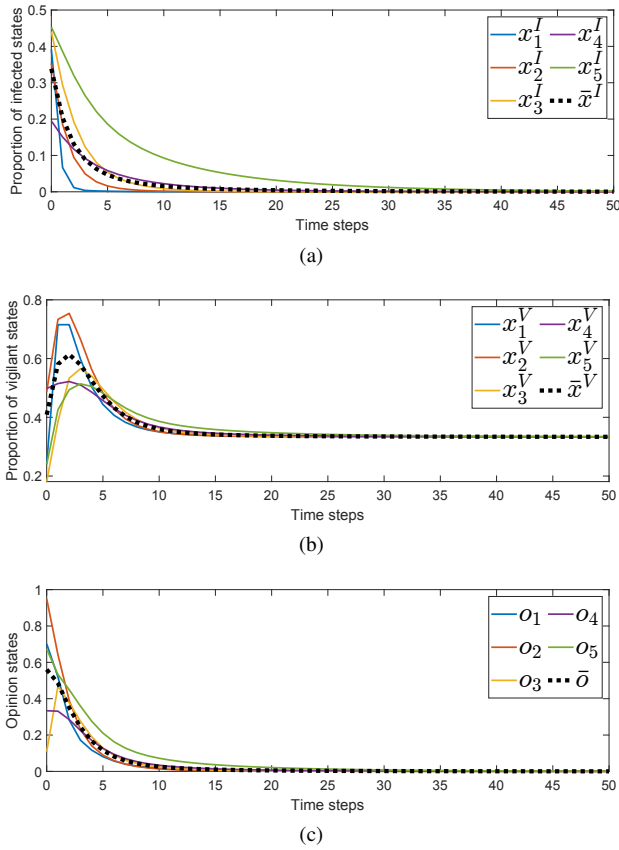 0.5
0.4
0.3
0.2
0.1
0
Proportion of infected states
x_1^I x_4^I
x_2^I x_5^I
x_3^I x̄^I
0 5 10 15 20 25 30 35 40 45 50
Time steps
(a)
0.8
0.6
0.4
0.2
Proportion of vigilant states
x_1^V x_4^V
x_2^V x_5^V
x_3^V x̄^V
0 5 10 15 20 25 30 35 40 45 50
Time steps
(b)
1
0.8
0.6
0.4
0.2
0
Opinion states
o_1 o_4
o_2 o_5
o_3 ō
0 5 10 15 20 25 30 35 40 45 50
Time steps
(c)